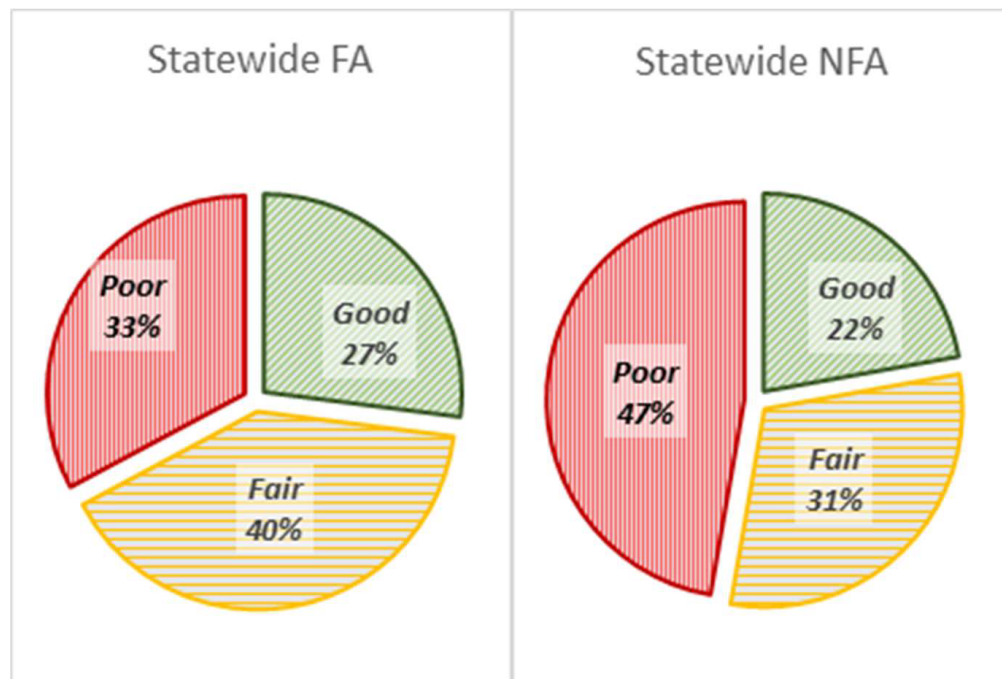 Statewide FA
Poor
33%
Good
27%
Fair
40%
Statewide NFA
Good
22%
Poor
47%
Fair
31%